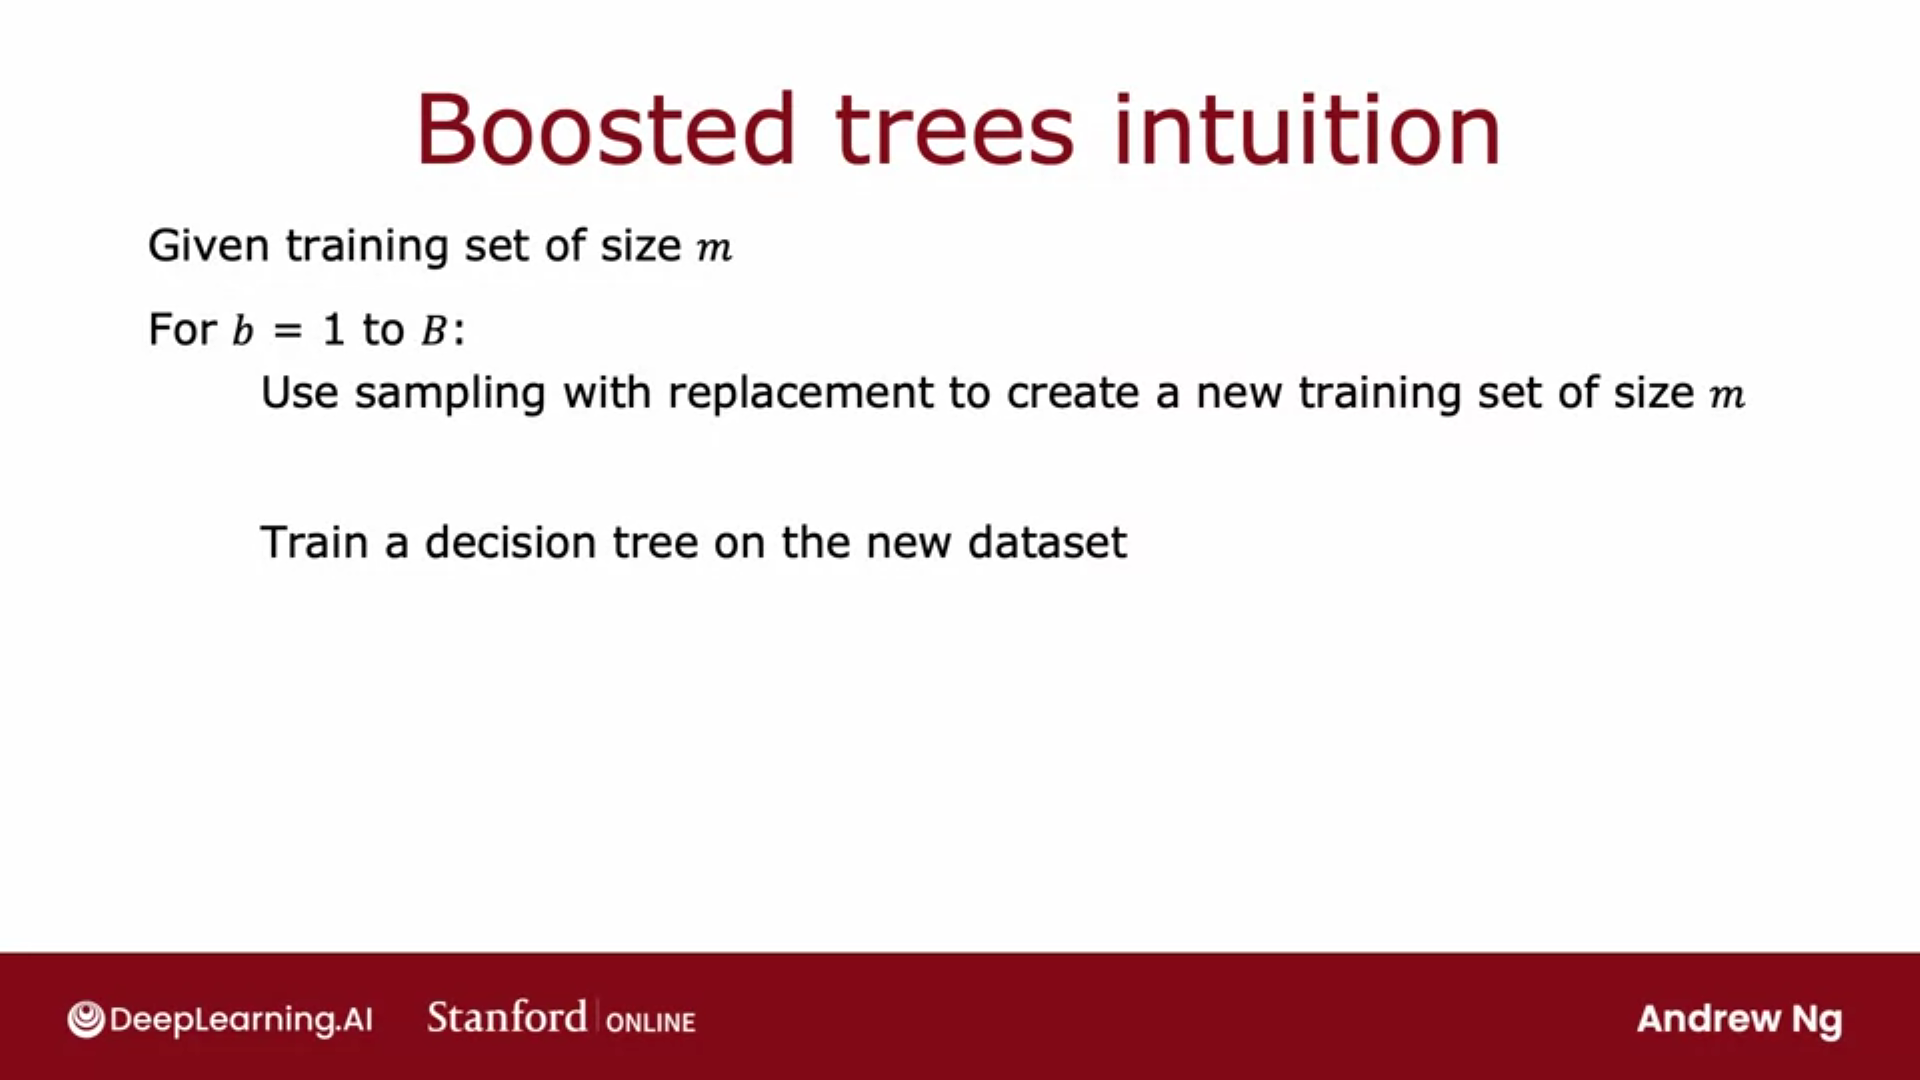 Boosted trees intuition
Given training set of size m
For b = 1 to B:
Use sampling with replacement to create a new training set of size m
Train a decision tree on the new dataset
DeepLearning.AI Stanford | ONLINE Andrew Ng